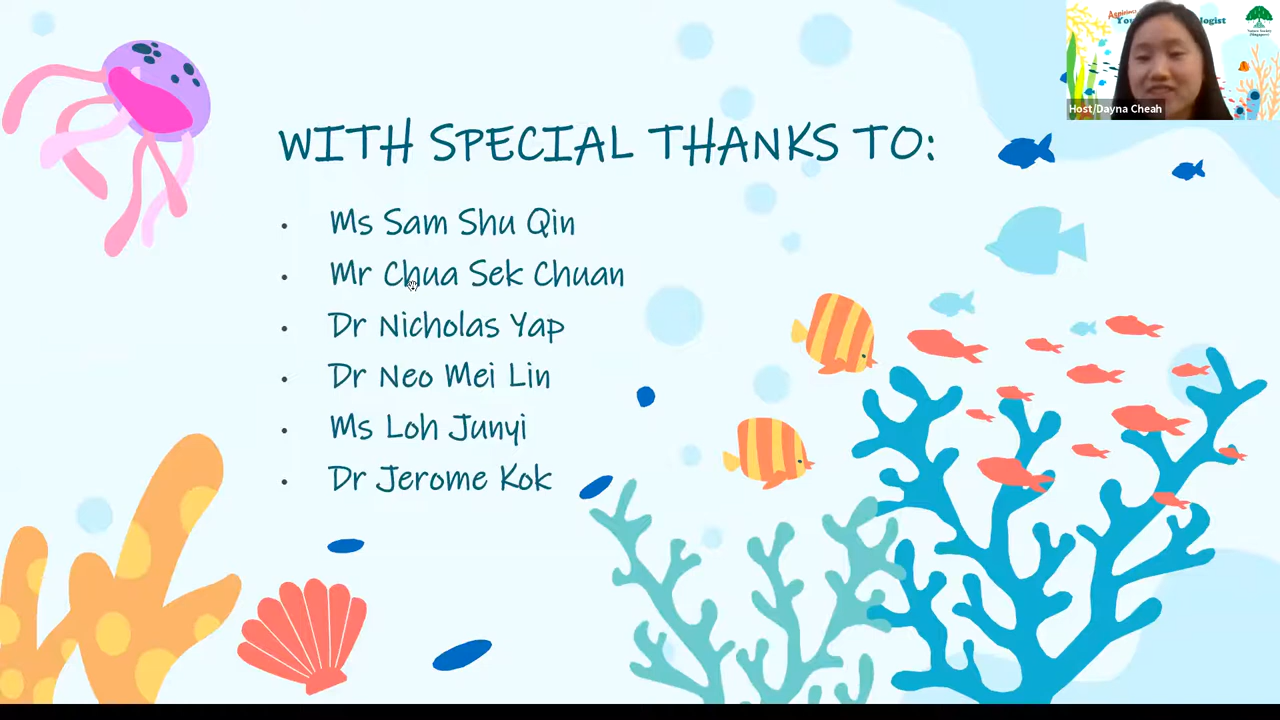 WITH SPECIAL THANKS TO:
• Ms Sam Shu Qin
• Mr Chua Sek Chuan
• Dr Nicholas Yap
• Dr Neo Mei Lin
• Ms Loh Junyi
• Dr Jerome Kok
Host/Dayna Cheah